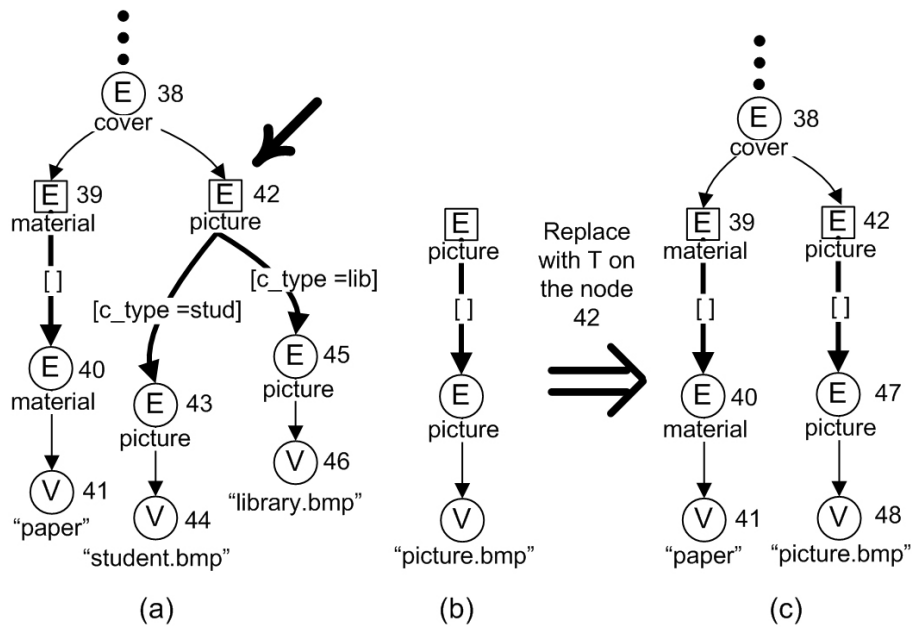 E 38
cover
E 39
material
E 42
picture
[ ]
[c_type =stud]
[c_type =lib]
E 40
material
E 43
picture
E 45
picture
V 41
"paper"
V 44
"student.bmp"
V 46
"library.bmp"
(a)
E
picture
[ ]
E
picture
V
"picture.bmp"
(b)
Replace
with T on
the node
42
E 38
cover
E 39
material
E 42
picture
[ ]
[ ]
E 40
material
E 47
picture
V 41
"paper"
V 48
"picture.bmp"
(c)